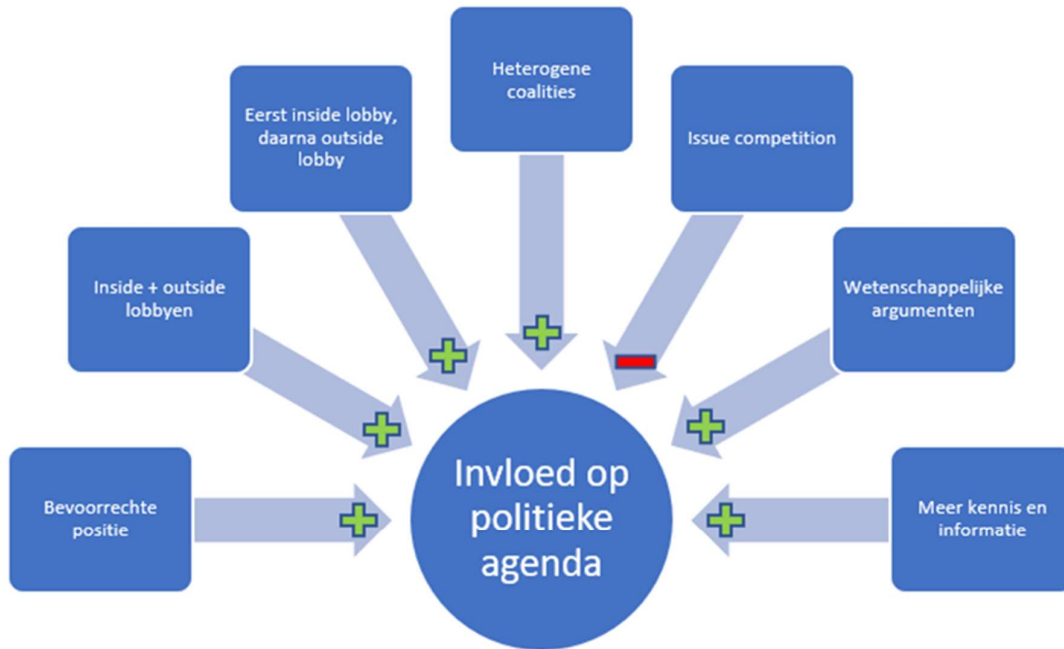 Heterogene
coalities
Eerst inside lobby,
daarna outside
lobby
Issue competition
Inside + outside
lobbyen
Wetenschappelijke
argumenten
Bevoorrechte
positie
Invloed op
politieke
agenda
Meer kennis en
informatie